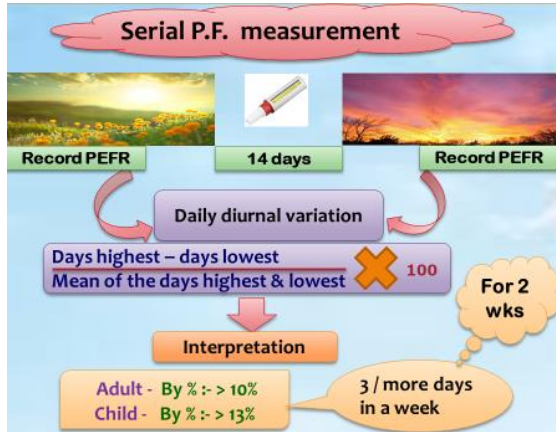 Serial P.F. measurement
Record PEFR
14 days
Record PEFR
Daily diurnal variation
Days highest – days lowest
Mean of the days highest & lowest
100
For 2
wks
Interpretation
Adult - By % :- > 10%
Child - By % :- > 13%
3 / more days
in a week